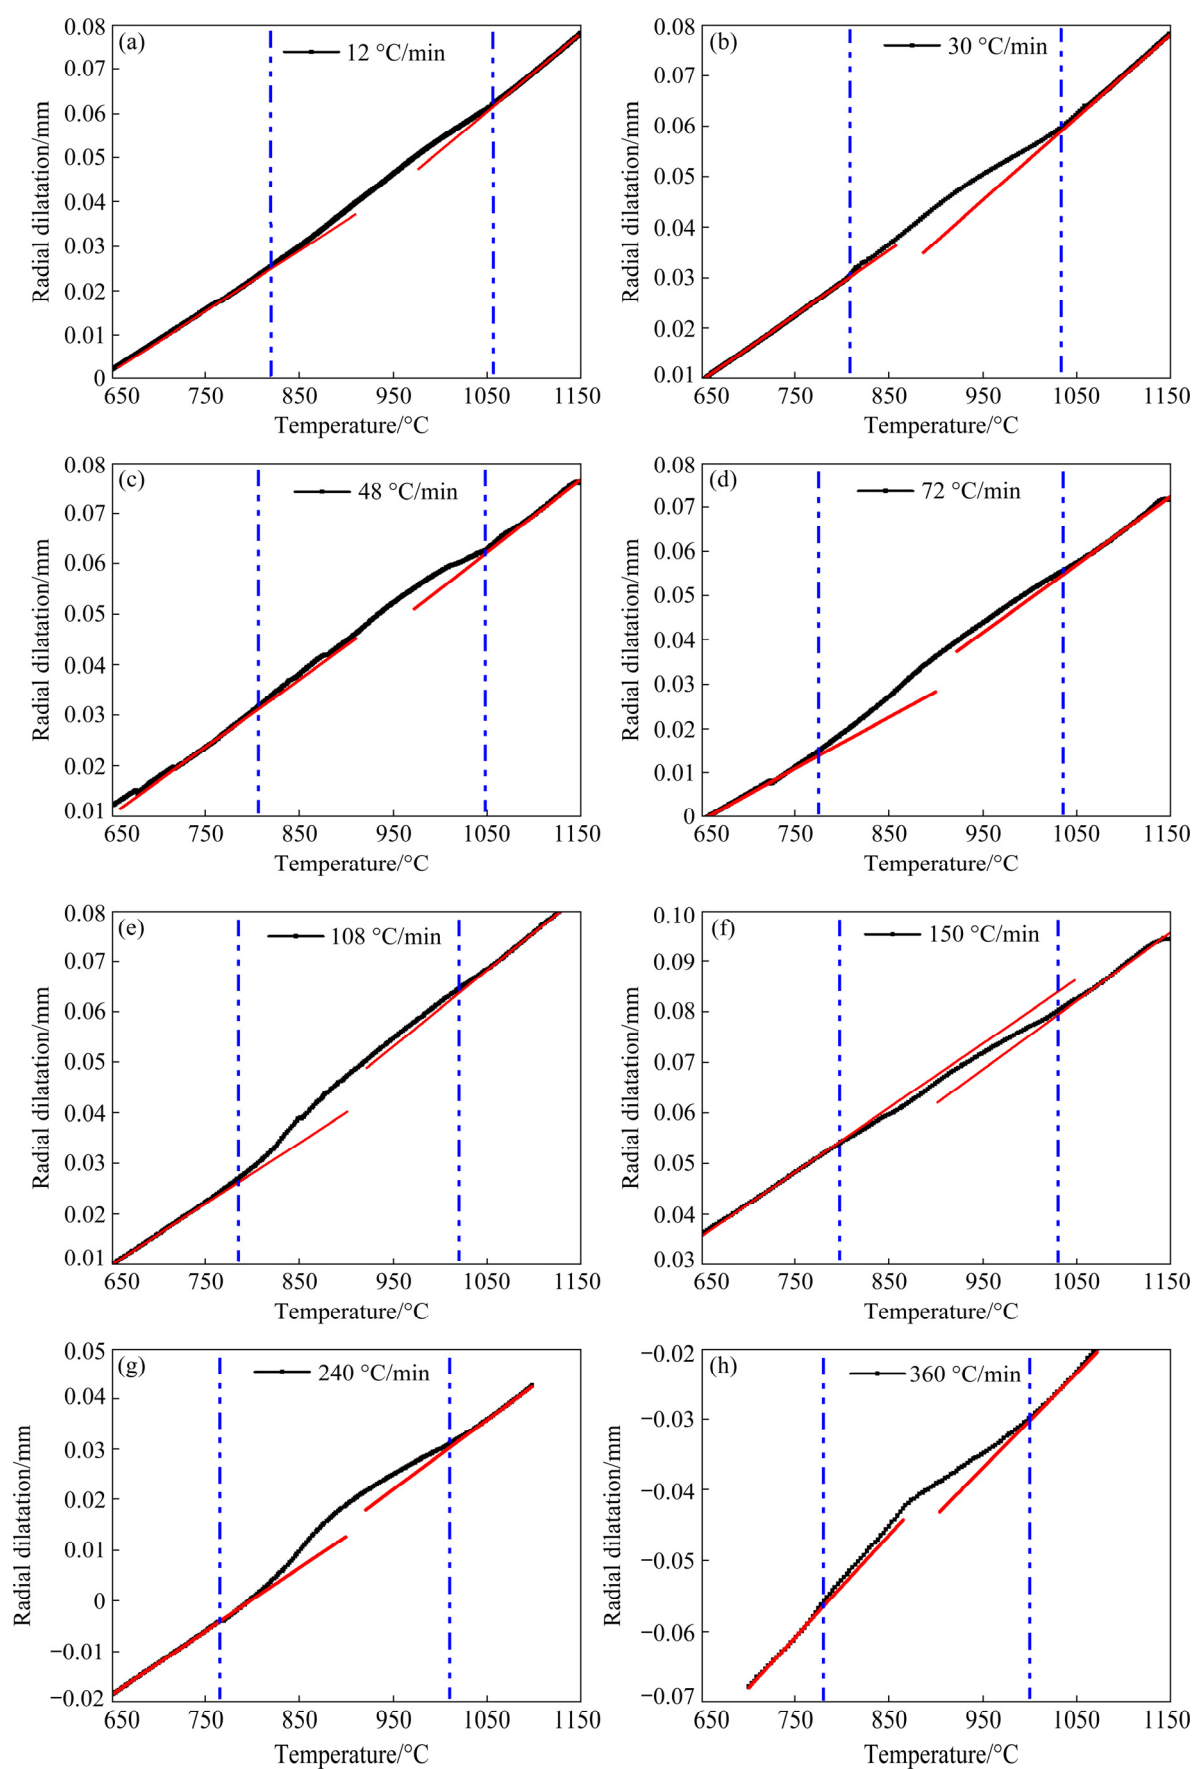 (a)
12 °C/min
Radial dilatation/mm
0.08
0.07
0.06
0.05
0.04
0.03
0.02
0.01
0
650 750 850 950 1050 1150
Temperature/°C
(b)
30 °C/min
Radial dilatation/mm
0.08
0.07
0.06
0.05
0.04
0.03
0.02
0.01
650 750 850 950 1050 1150
Temperature/°C
(c)
48 °C/min
Radial dilatation/mm
0.08
0.07
0.06
0.05
0.04
0.03
0.02
0.01
650 750 850 950 1050 1150
Temperature/°C
(d)
72 °C/min
Radial dilatation/mm
0.08
0.07
0.06
0.05
0.04
0.03
0.02
0.01
0
650 750 850 950 1050 1150
Temperature/°C
(e)
108 °C/min
Radial dilatation/mm
0.08
0.07
0.06
0.05
0.04
0.03
0.02
0.01
650 750 850 950 1050 1150
Temperature/°C
(f)
150 °C/min
Radial dilatation/mm
0.10
0.09
0.08
0.07
0.06
0.05
0.04
0.03
650 750 850 950 1050 1150
Temperature/°C
(g)
240 °C/min
Radial dilatation/mm
0.05
0.04
0.03
0.02
0.01
0
−0.01
−0.02
650 750 850 950 1050 1150
Temperature/°C
(h)
360 °C/min
Radial dilatation/mm
−0.02
−0.03
−0.04
−0.05
−0.06
−0.07
650 750 850 950 1050 1150
Temperature/°C